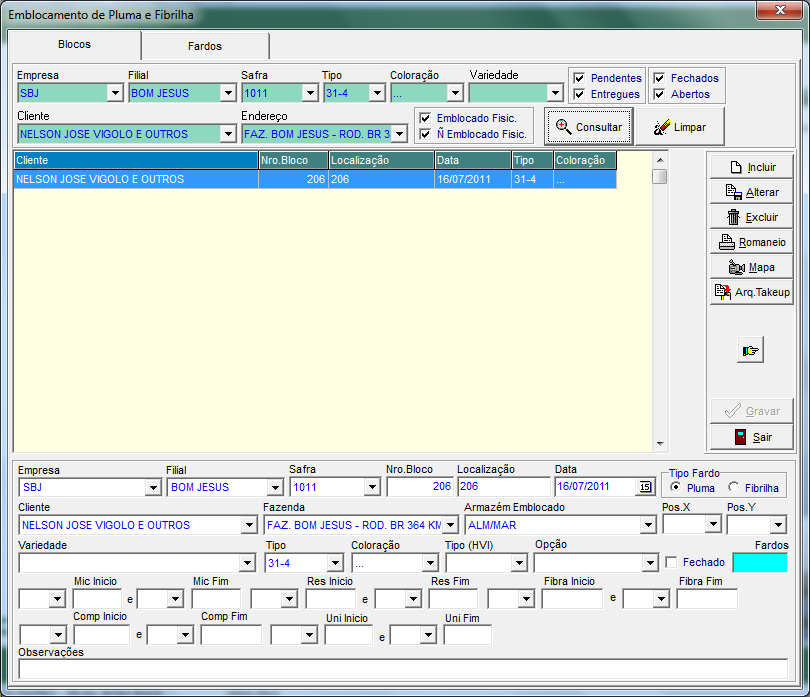 Emblocamento de Pluma e Fibrilha
Blocos Fardos
Empresa Filial Safra Tipo Coloração Variedade
SBJ BOM JESUS 1011 31-4 ...
Pendentes Fechados
Entregues Abertos
Cliente Endereço
NELSON JOSE VIGOLO E OUTROS FAZ. BOM JESUS - ROD. BR 3
Emblocado Fisic.
Ñ Emblocado Fisic.
Consultar Limpar
Cliente Nro.Bloco Localização Data Tipo Coloração
NELSON JOSE VIGOLO E OUTROS 206 206 16/07/2011 31-4 ...
Incluir
Alterar
Excluir
Romaneio
Mapa
Arq.Takeup
Gravar
Sair
Empresa Filial Safra Nro.Bloco Localização Data Tipo Fardo
SBJ BOM JESUS 1011 206 206 16/07/2011 15 Pluma Fibrilha
Cliente Fazenda Armazém Emblocado Pos.X Pos.Y
NELSON JOSE VIGOLO E OUTROS FAZ. BOM JESUS - ROD. BR 364 KM ALM/MAR
Variedade Tipo Coloração Tipo (HVI) Opção Fardos
31-4 ... Fechado
Mic Inicio Mic Fim Res Inicio Res Fim Fibra Inicio Fibra Fim
e e e
Comp Inicio Comp Fim Uni Inicio Uni Fim
e e
Observações